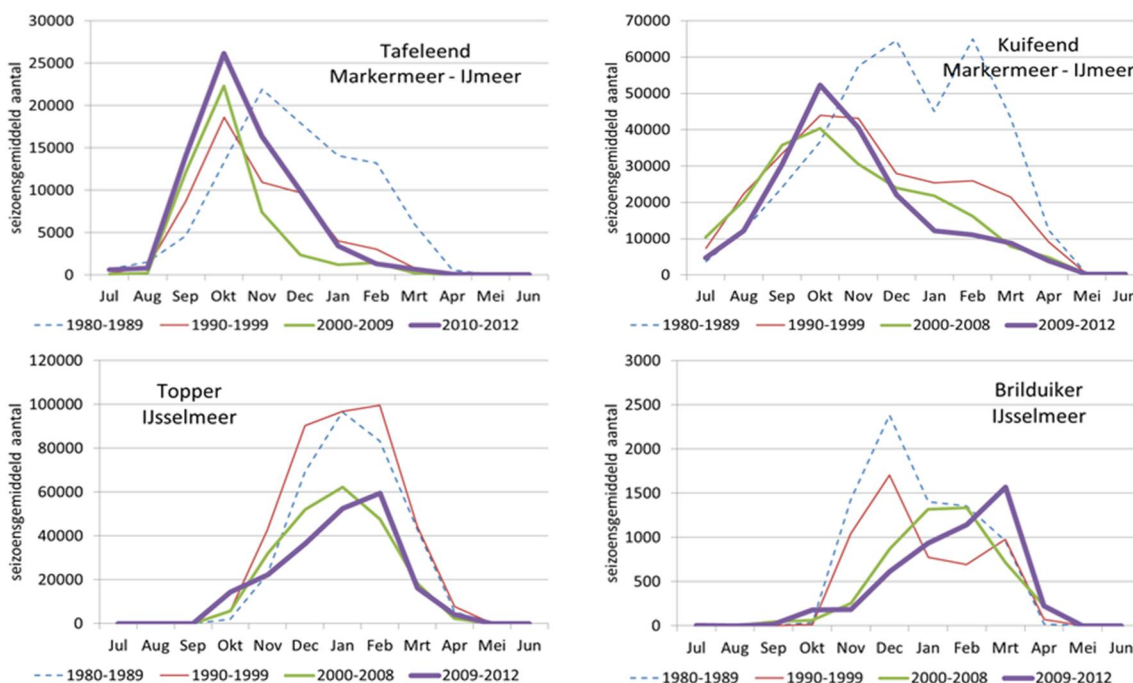 Tafeleend
Markermeer - IJmeer
seizoensgemiddeld aantal
30000
25000
20000
15000
10000
5000
0
Jul Aug Sep Okt Nov Dec Jan Feb Mrt Apr Mei Jun
1980-1989 1990-1999 2000-2009 2010-2012
Kuifeend
Markermeer - IJmeer
seizoensgemiddeld aantal
70000
60000
50000
40000
30000
20000
10000
0
Jul Aug Sep Okt Nov Dec Jan Feb Mrt Apr Mei Jun
1980-1989 1990-1999 2000-2008 2009-2012
Topper
IJsselmeer
seizoensgemiddeld aantal
120000
100000
80000
60000
40000
20000
0
Jul Aug Sep Okt Nov Dec Jan Feb Mrt Apr Mei Jun
1980-1989 1990-1999 2000-2008 2009-2012
Brilduiker
IJsselmeer
seizoensgemiddeld aantal
3000
2500
2000
1500
1000
500
0
Jul Aug Sep Okt Nov Dec Jan Feb Mrt Apr Mei Jun
1980-1989 1990-1999 2000-2008 2009-2012